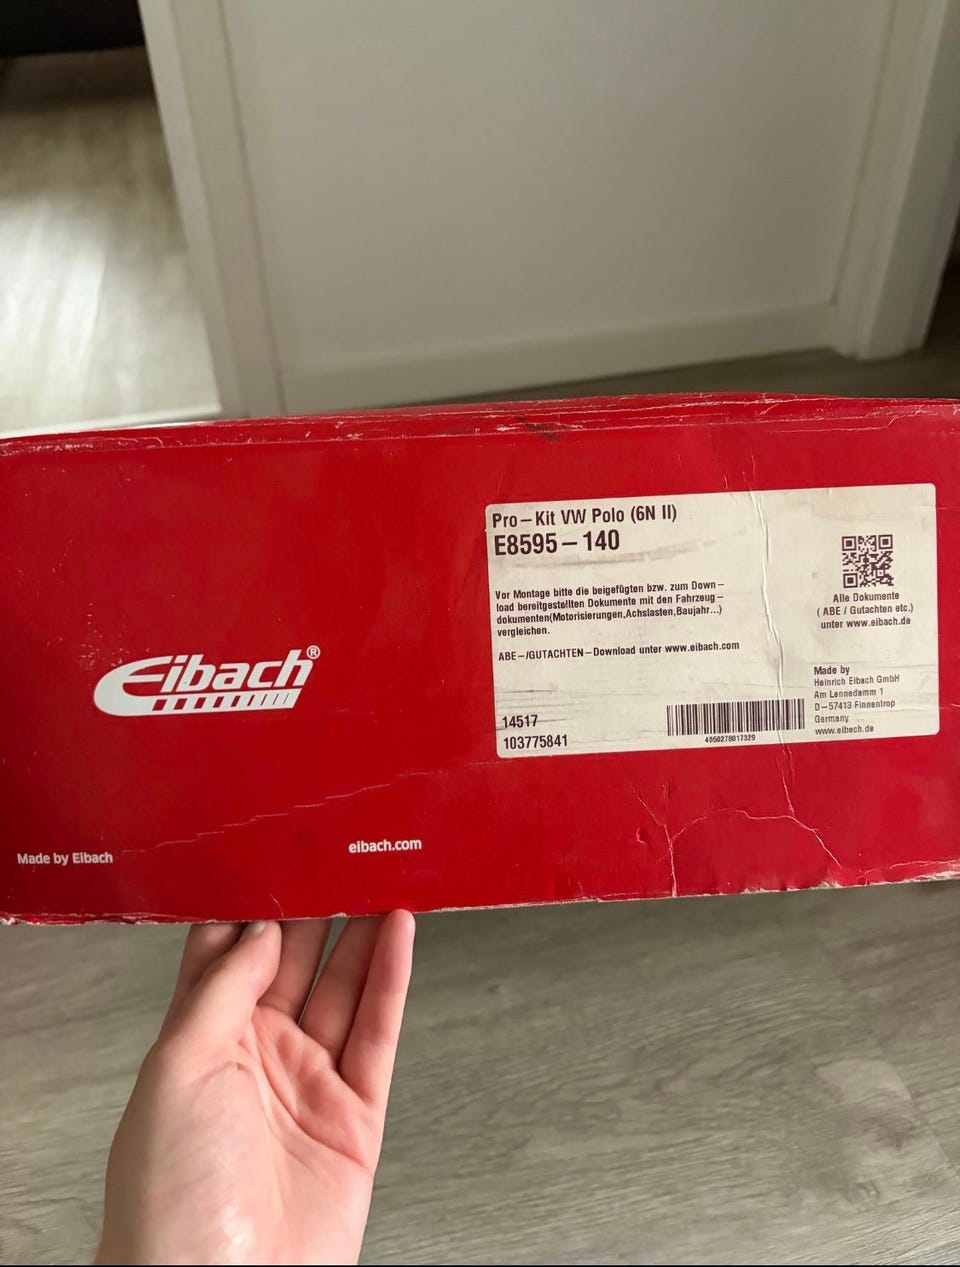 Pro-Kit VW Polo (6N II)
E8595-140
Vor Montage bitte die beigefügten bzw. zum Down-
load bereitgestellten Dokumente mit den Fahrzeug-
dokumenten(Motorisierungen,Achslasten,Baujahr...)
vergleichen.
ABE-/GUTACHTEN-Download unter www.eibach.com
14517
103775841
4050278017329
Alle Dokumente
( ABE / Gutachten etc.)
unter www.eibach.de
Made by
Heinrich Eibach GmbH
Am Lennedamm 1
D-57413 Finnentrop
Germany
www.eibach.de
Eibach®
Made by Eibach
eibach.com